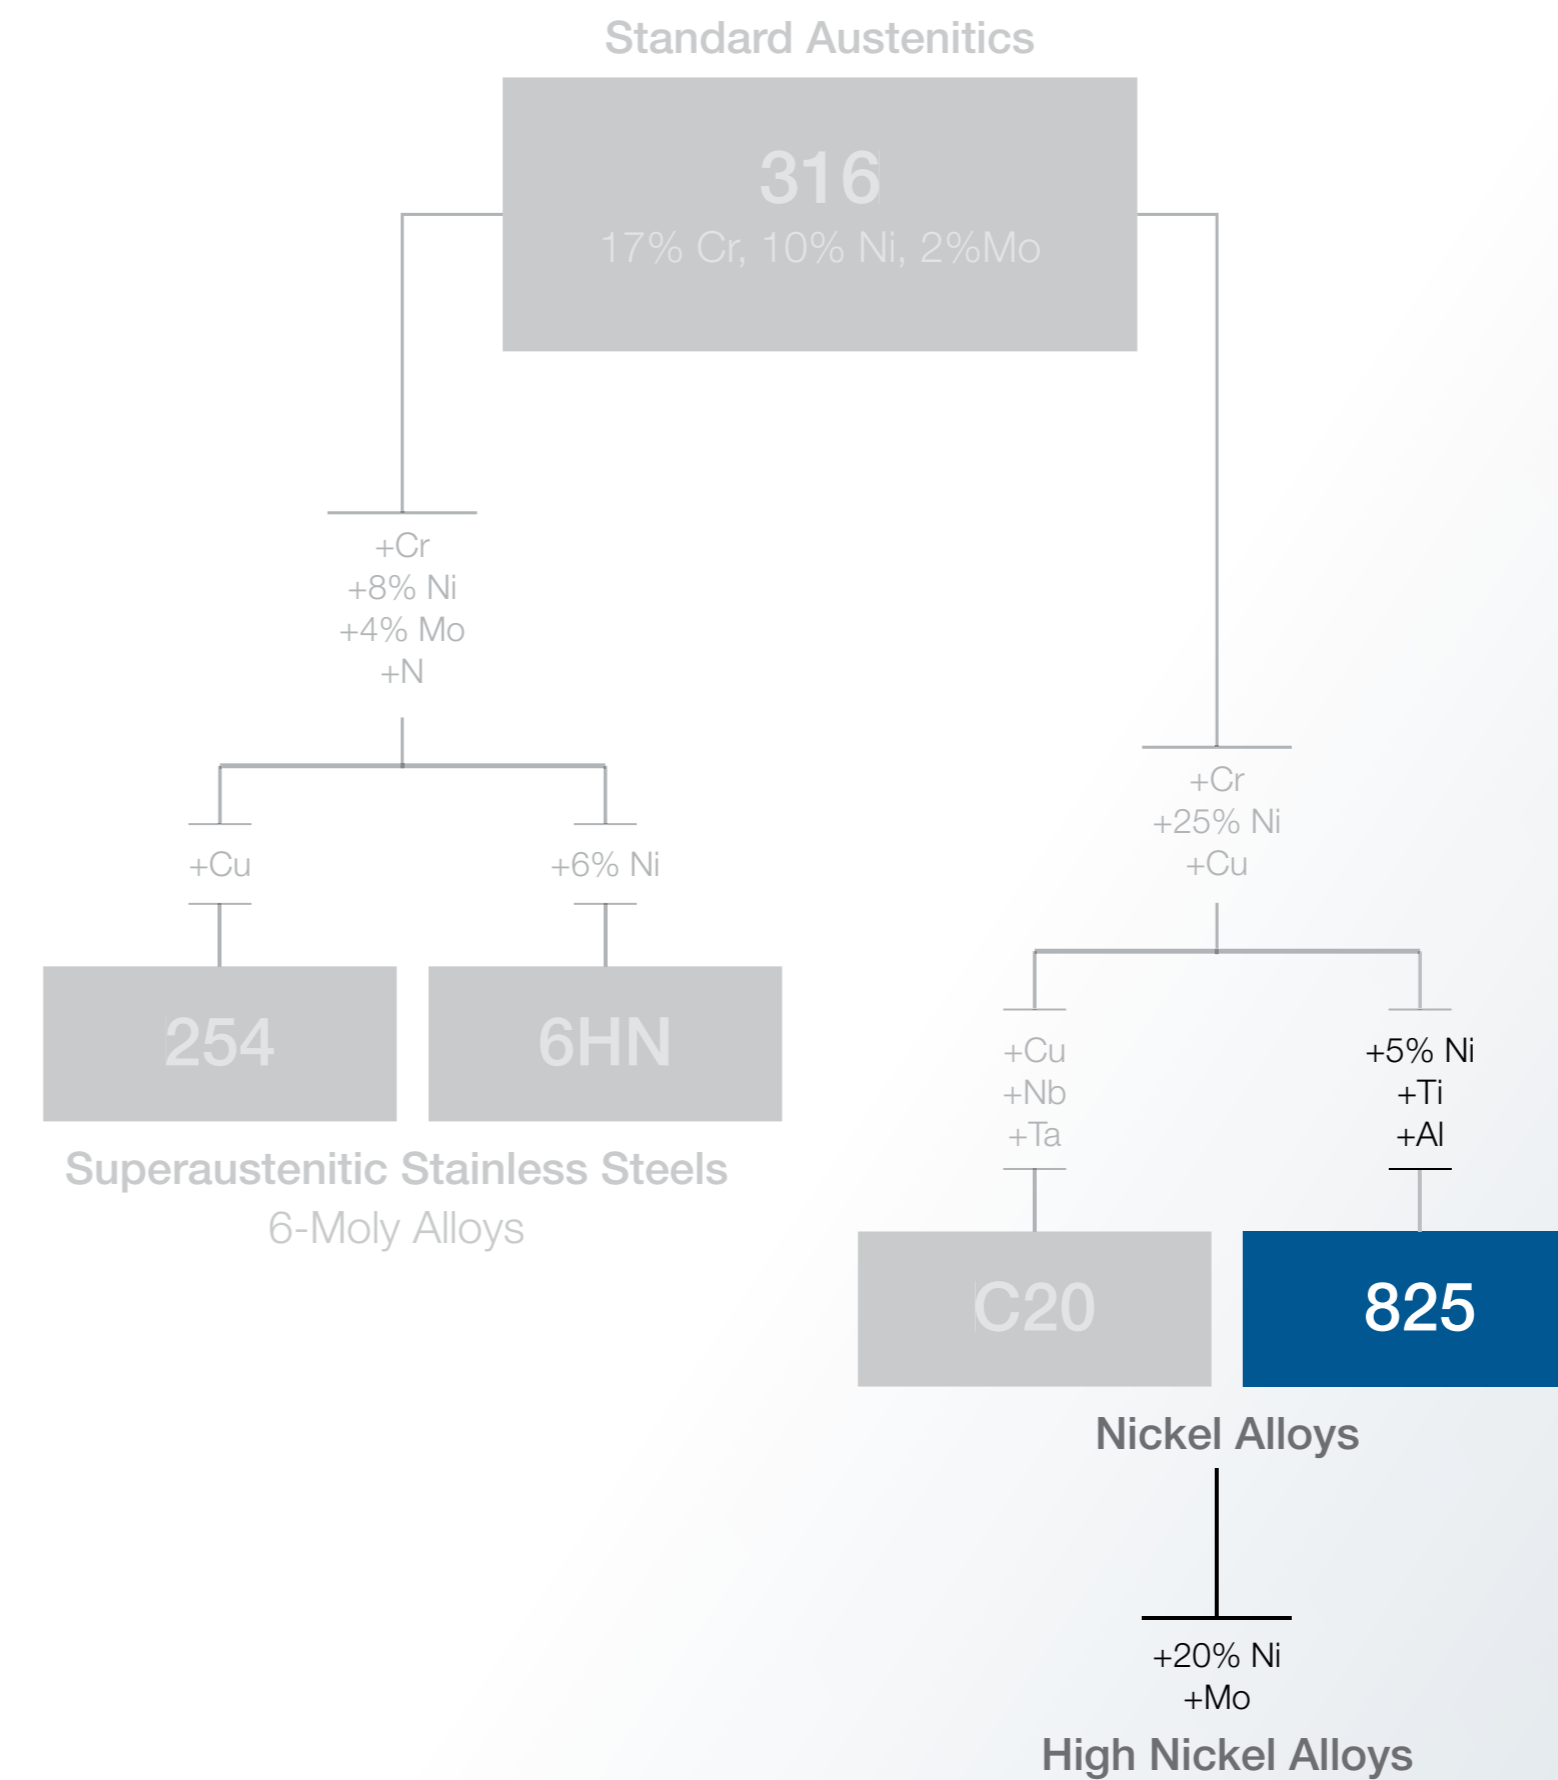 Standard Austenitics
316
17% Cr, 10% Ni, 2%Mo
+Cr
+8% Ni
+4% Mo
+N
+Cu
+6% Ni
254
6HN
Superaustenitic Stainless Steels
6-Moly Alloys
+Cr
+25% Ni
+Cu
+Cu
+Nb
+Ta
+5% Ni
+Ti
+Al
C20
825
Nickel Alloys
+20% Ni
+Mo
High Nickel Alloys